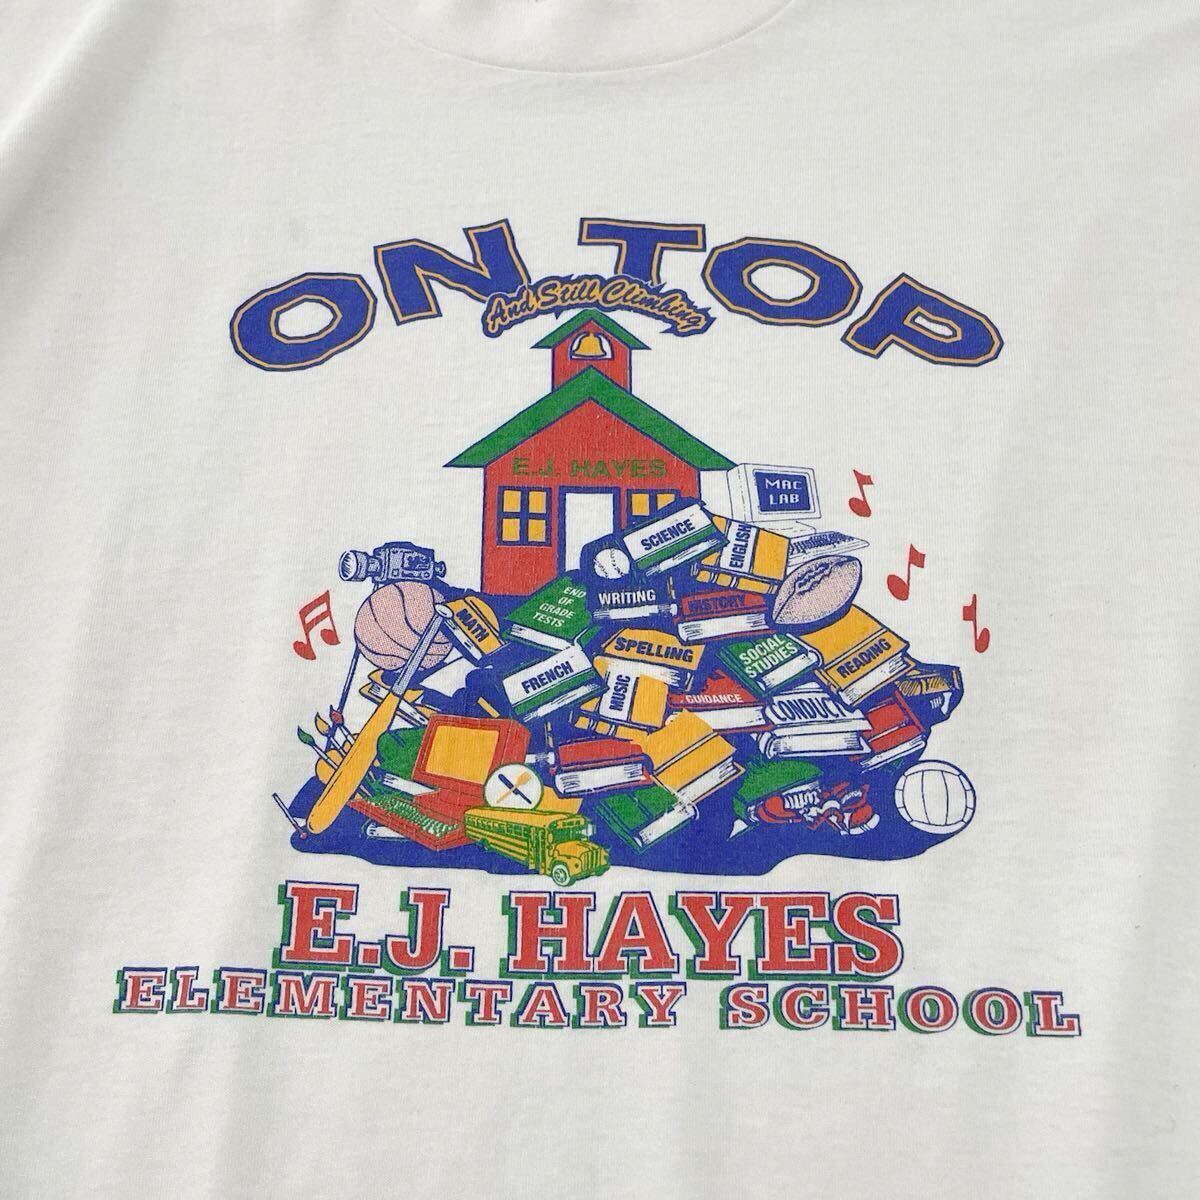 ON TOP
And Still Climbing
E.J. HAYES
MAC
LAB
SCIENCE
ENGLISH
END
OF
GRADE
TESTS
WRITING
HISTORY
MATH
SPELLING
SOCIAL
STUDIES
READING
FRENCH
MUSIC
GUIDANCE
CONDUCT
E.J. HAYES
ELEMENTARY SCHOOL